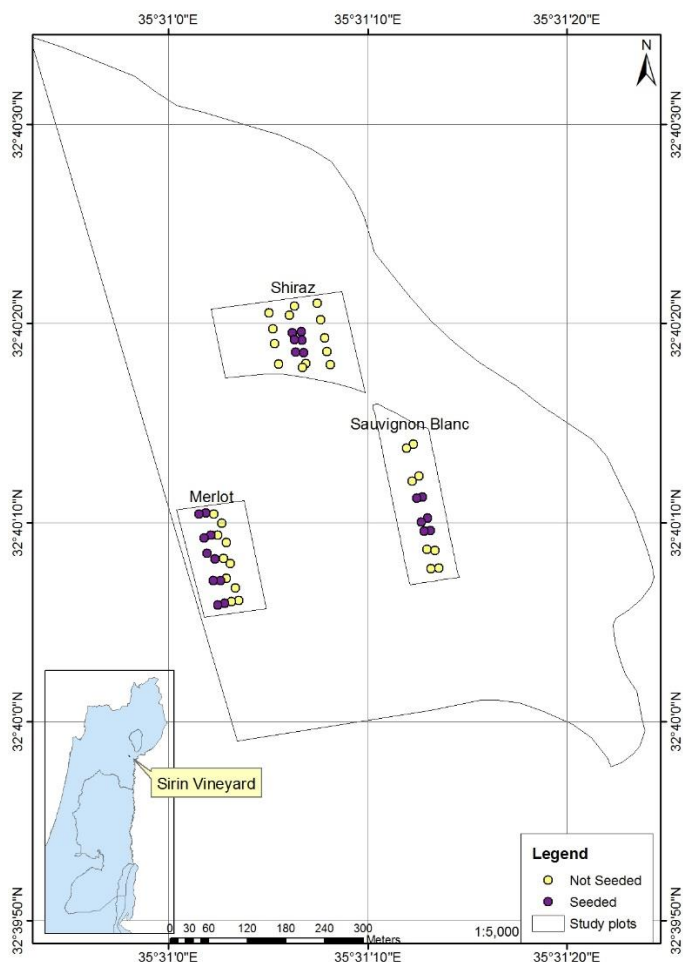 35°31'0"E 35°31'10"E 35°31'20"E
N
32°40'30"N 32°40'30"N
32°40'20"N 32°40'20"N
Shiraz
Sauvignon Blanc
32°40'10"N 32°40'10"N
Merlot
32°40'0"N 32°40'0"N
Sirin Vineyard
Legend
Not Seeded
Seeded
Study plots
32°39'50"N 32°39'50"N
0 30 60 120 180 240 300
Meters
1:5,000
35°31'0"E 35°31'10"E 35°31'20"E